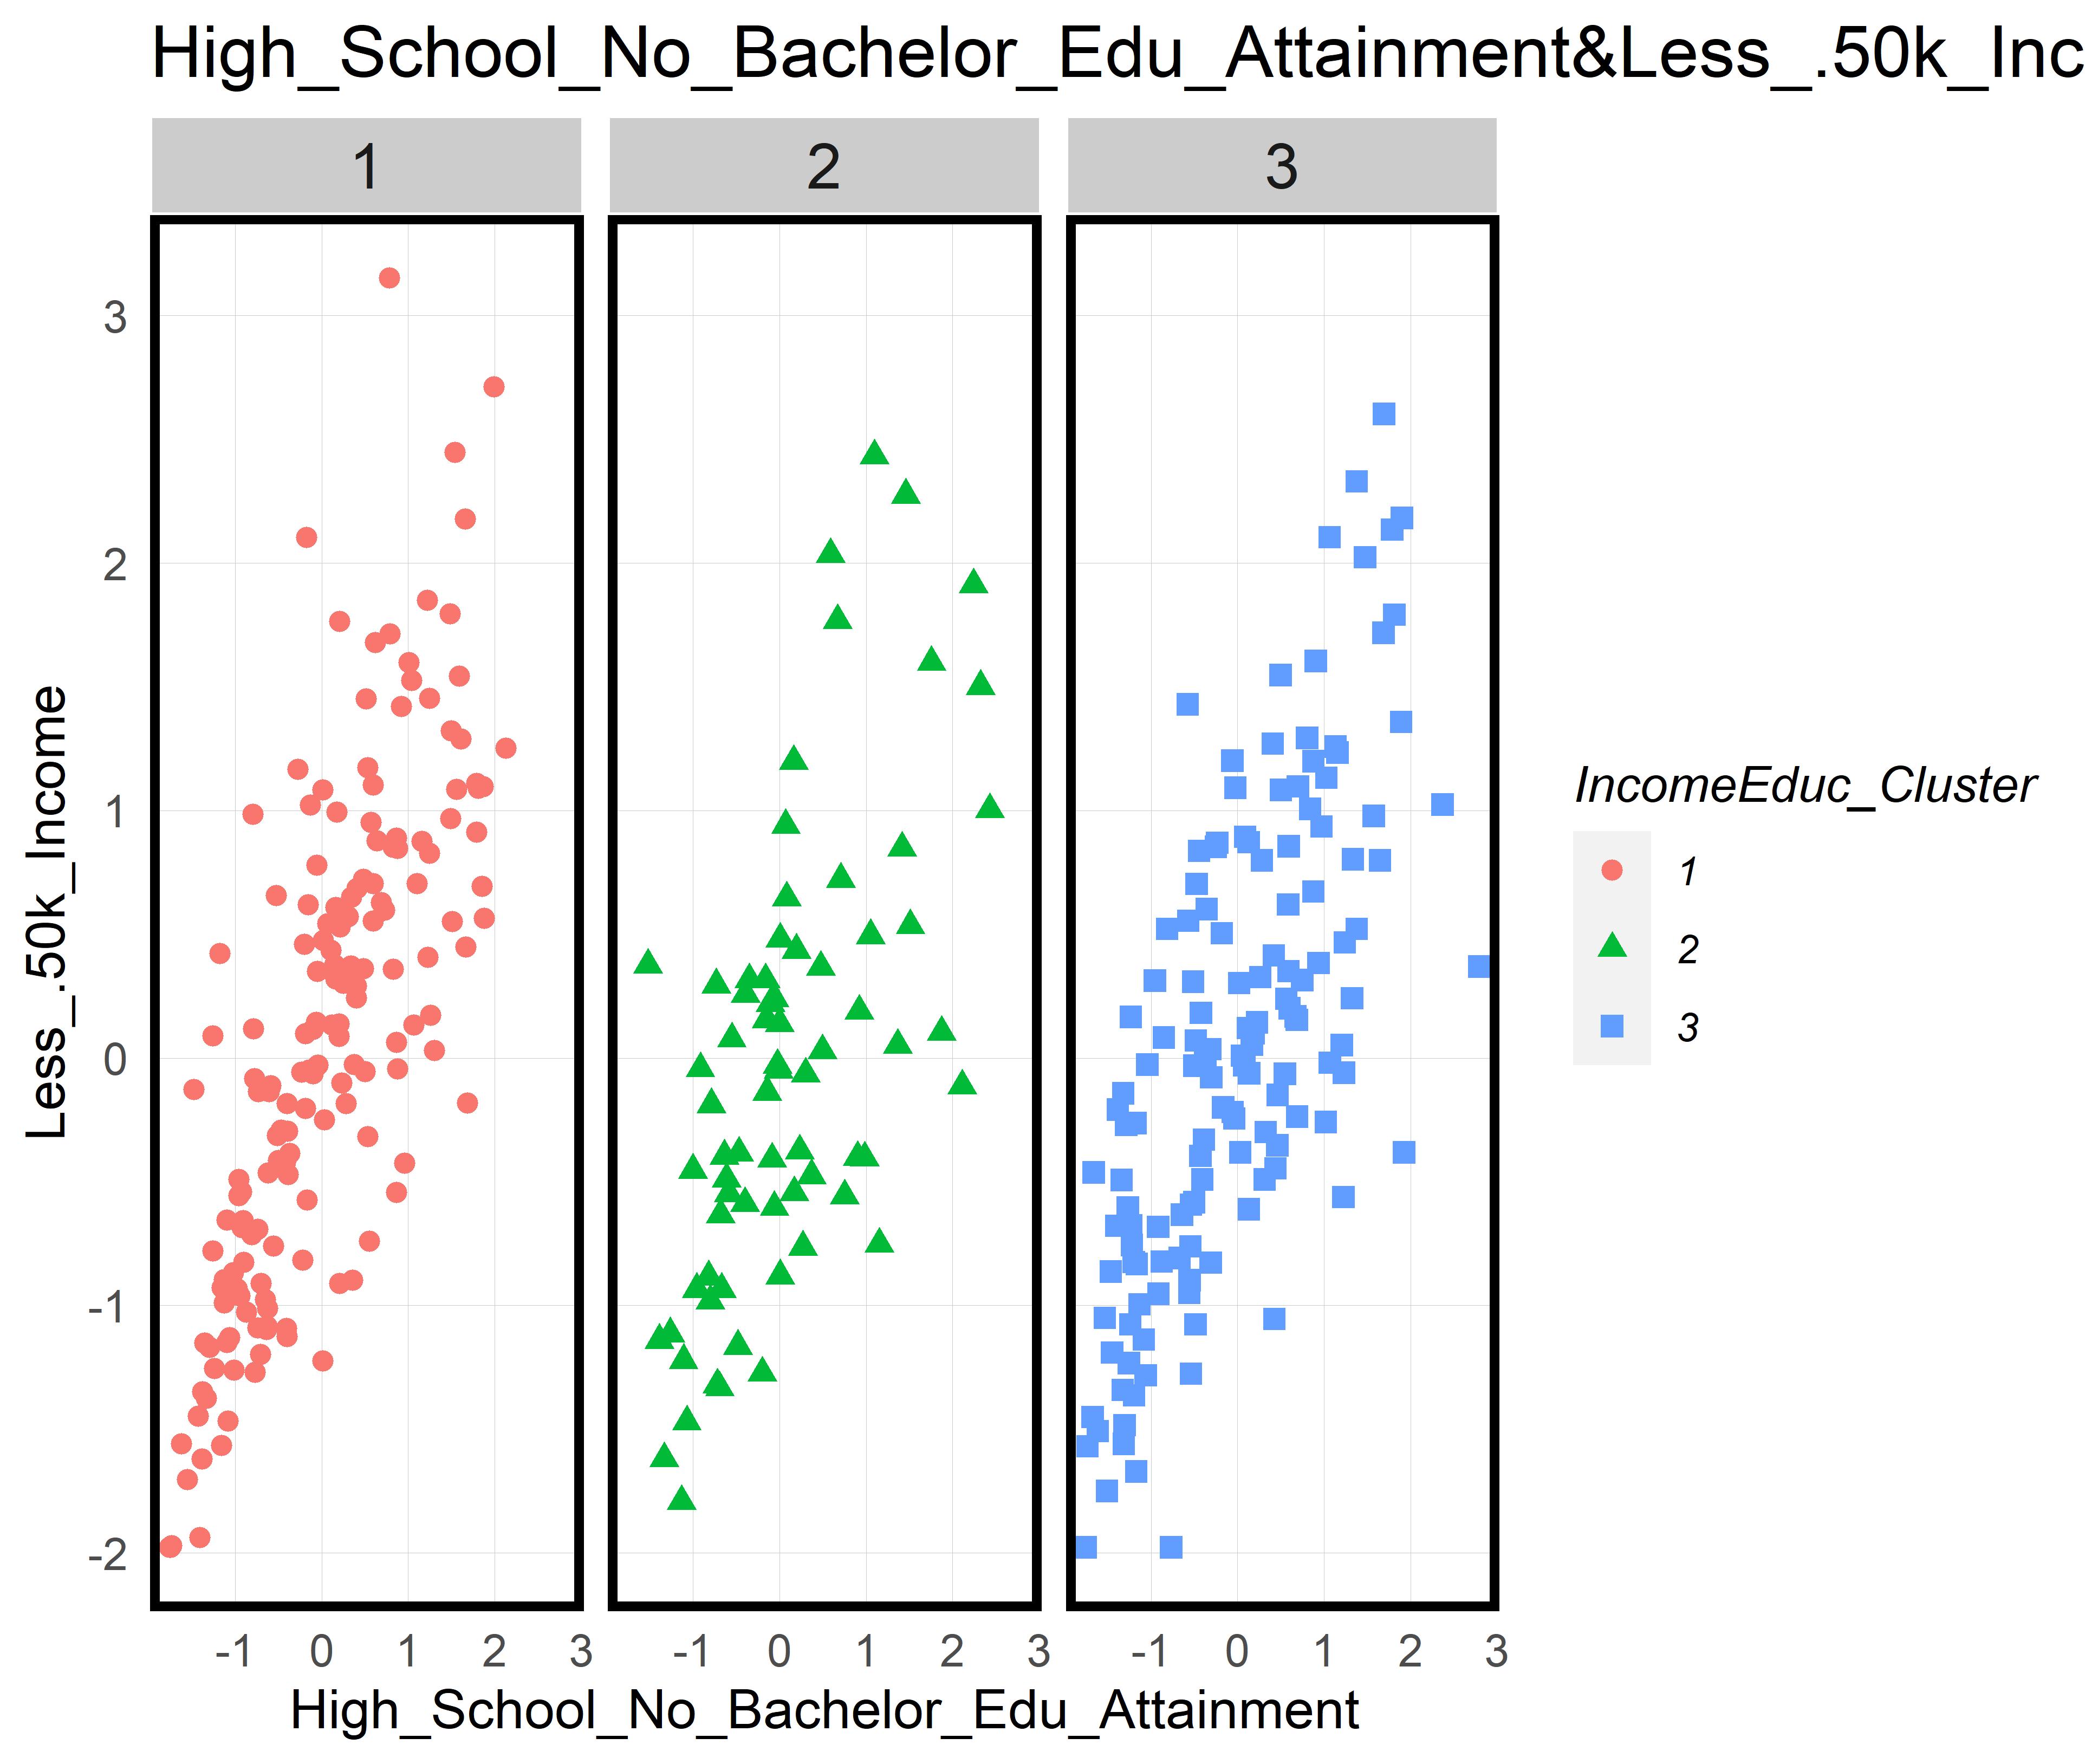 High_School_No_Bachelor_Edu_Attainment&Less_.50k_Inc
1 2 3
3
2
1
0
-1
-2
Less_.50k_Income
-1 0 1 2 3 -1 0 1 2 3 -1 0 1 2 3
High_School_No_Bachelor_Edu_Attainment
IncomeEduc_Cluster
1
2
3